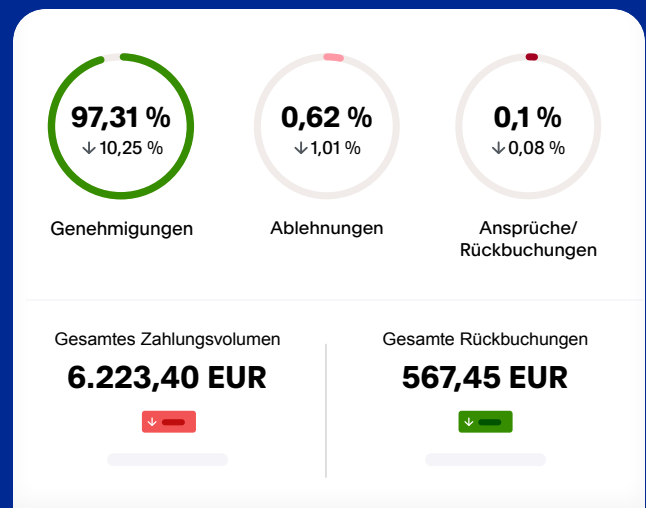 97,31 %
↓ 10,25 %
Genehmigungen
0,62 %
↓ 1,01 %
Ablehnungen
0,1 %
↓ 0,08 %
Ansprüche/
Rückbuchungen
Gesamtes Zahlungsvolumen
6.223,40 EUR
↓
Gesamte Rückbuchungen
567,45 EUR
↓